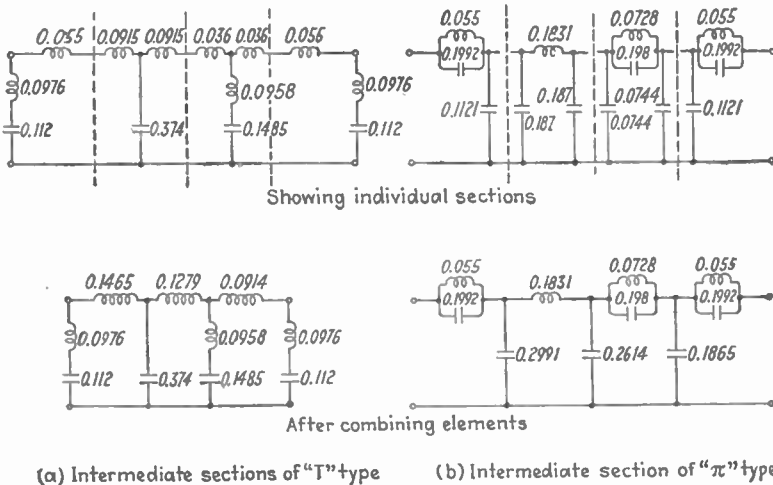 0.055 0.0915 0.0915 0.036 0.036 0.055
0.0976 0.0958 0.0976
0.112 0.374 0.1485 0.112
0.055 0.0728 0.055
0.1992 0.1831 0.198 0.1992
0.1121 0.187 0.0744 0.1121
0.187 0.0744
Showing individual sections
0.1465 0.1279 0.0914
0.0976 0.0958 0.0976
0.112 0.374 0.1485 0.112
0.055 0.0728 0.055
0.1992 0.1831 0.198 0.1992
0.2991 0.2614 0.1865
After combining elements
(a) Intermediate sections of "T" type (b) Intermediate section of "π" type